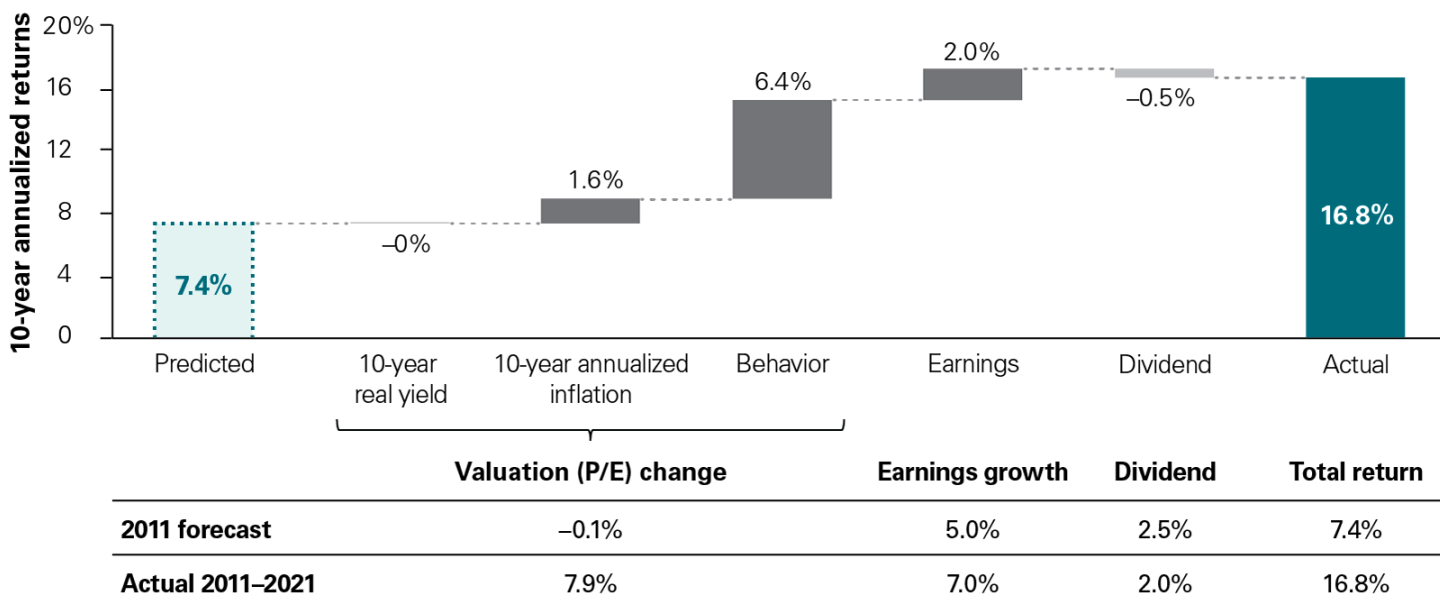 10-year annualized returns
20%
16
12
8
4
0
7.4%
–0%
1.6%
6.4%
2.0%
–0.5%
16.8%
Predicted
10-year
real yield
10-year annualized
inflation
Behavior
Earnings
Dividend
Actual
Valuation (P/E) change Earnings growth Dividend Total return
2011 forecast –0.1% 5.0% 2.5% 7.4%
Actual 2011–2021 7.9% 7.0% 2.0% 16.8%